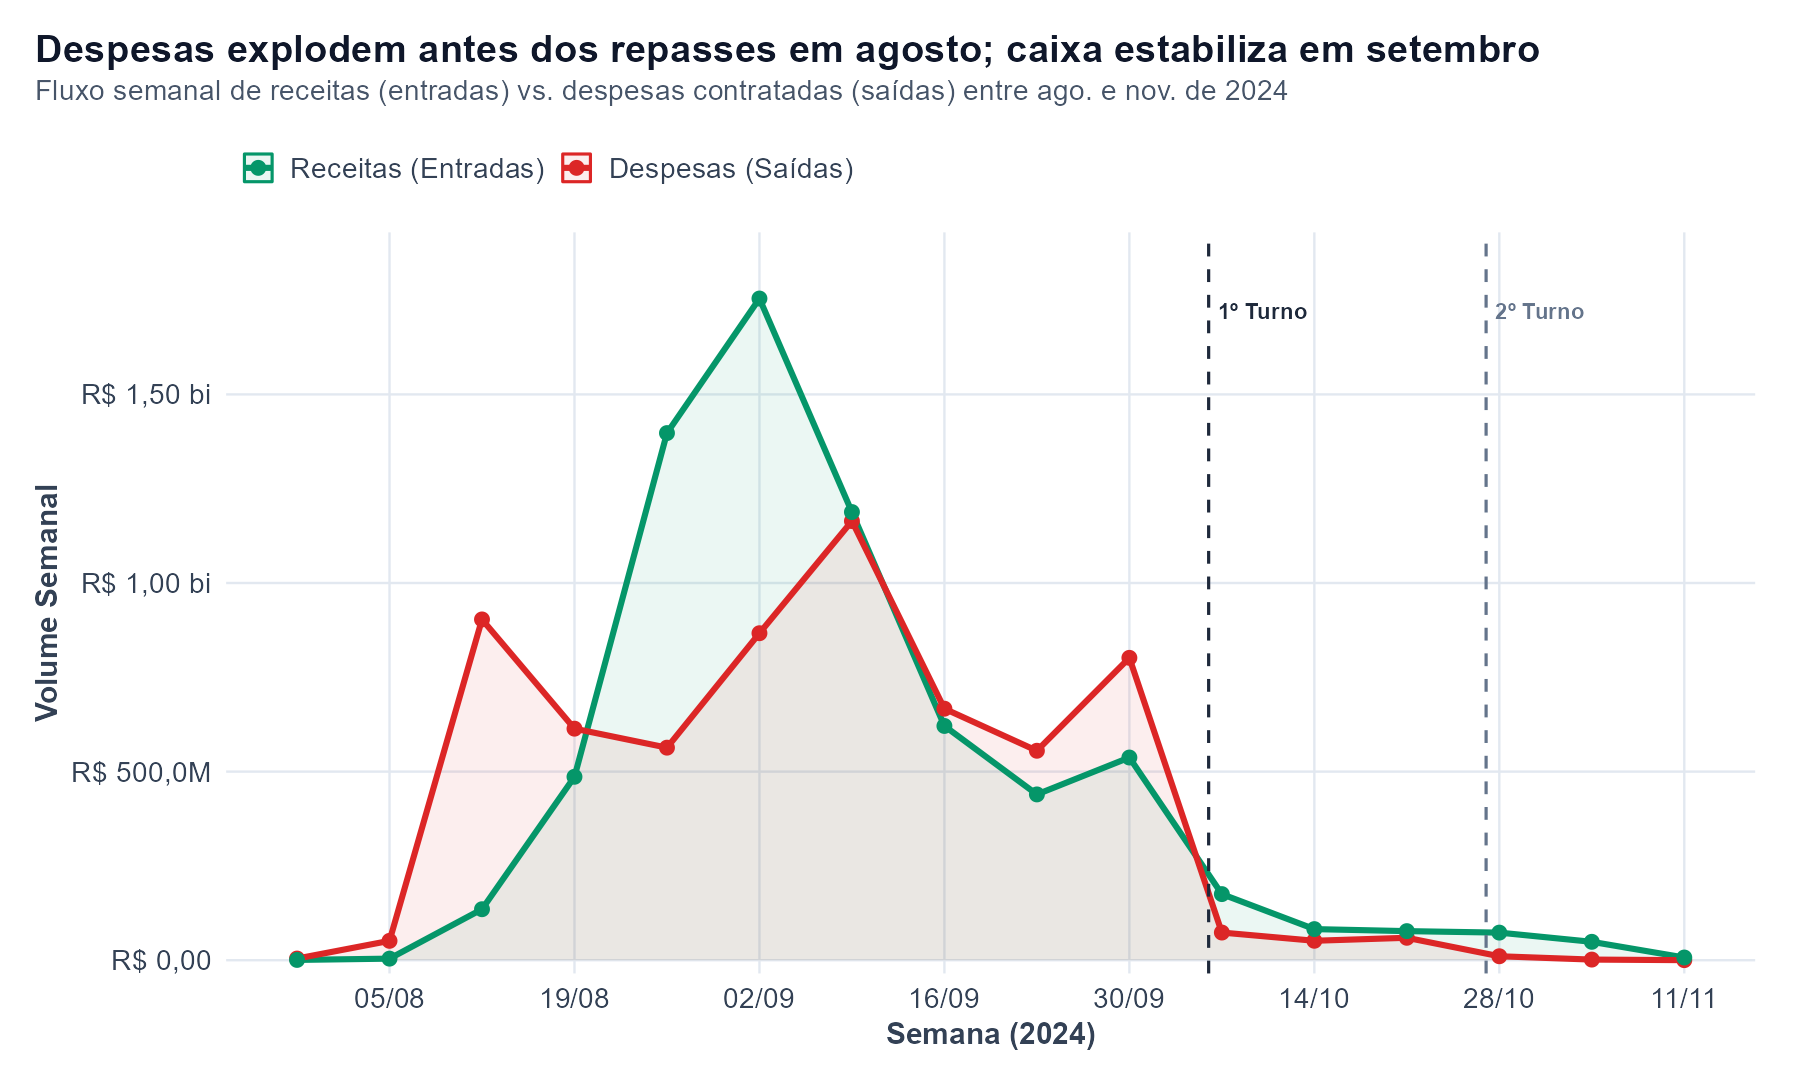 Despesas explodem antes dos repasses em agosto; caixa estabiliza em setembro
Fluxo semanal de receitas (entradas) vs. despesas contratadas (saídas) entre ago. e nov. de 2024
Receitas (Entradas)
Despesas (Saídas)
1º Turno
2º Turno
R$ 1,50 bi
R$ 1,00 bi
R$ 500,0M
R$ 0,00
Volume Semanal
05/08
19/08
02/09
16/09
30/09
14/10
28/10
11/11
Semana (2024)